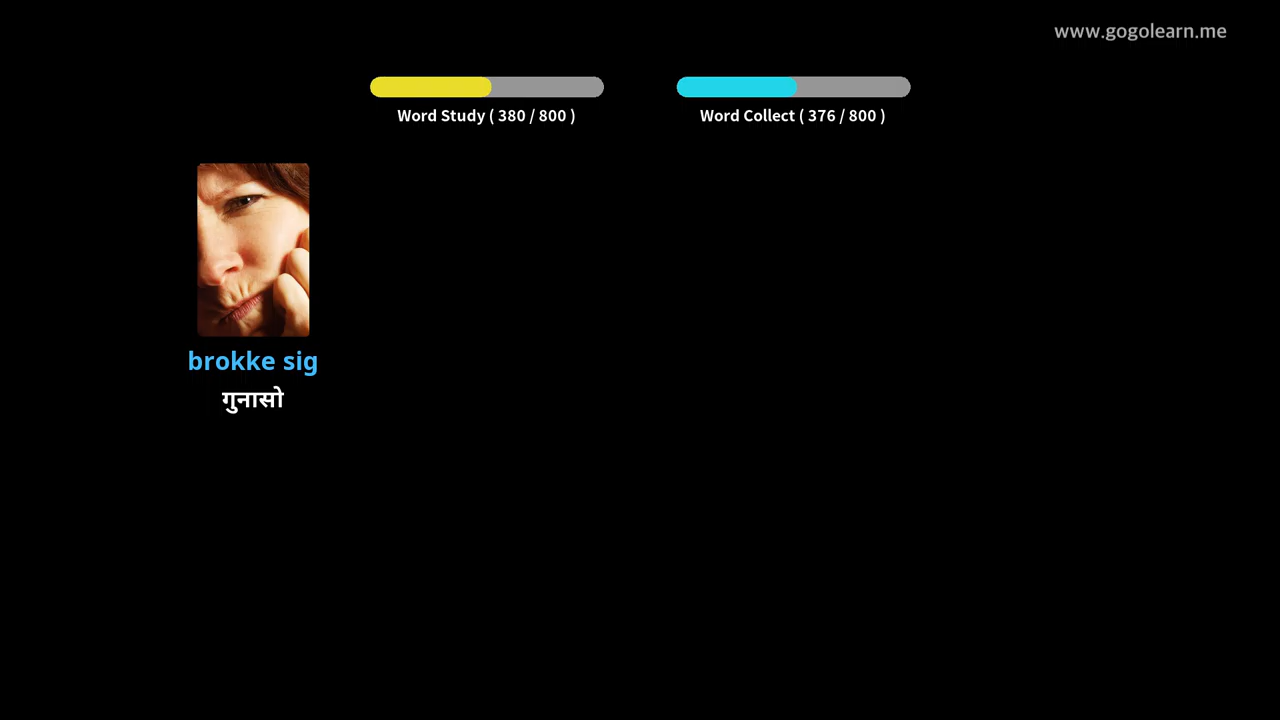 www.gogolearn.me
Word Study ( 380 / 800 )
Word Collect ( 376 / 800 )
brokke sig
गुनासो